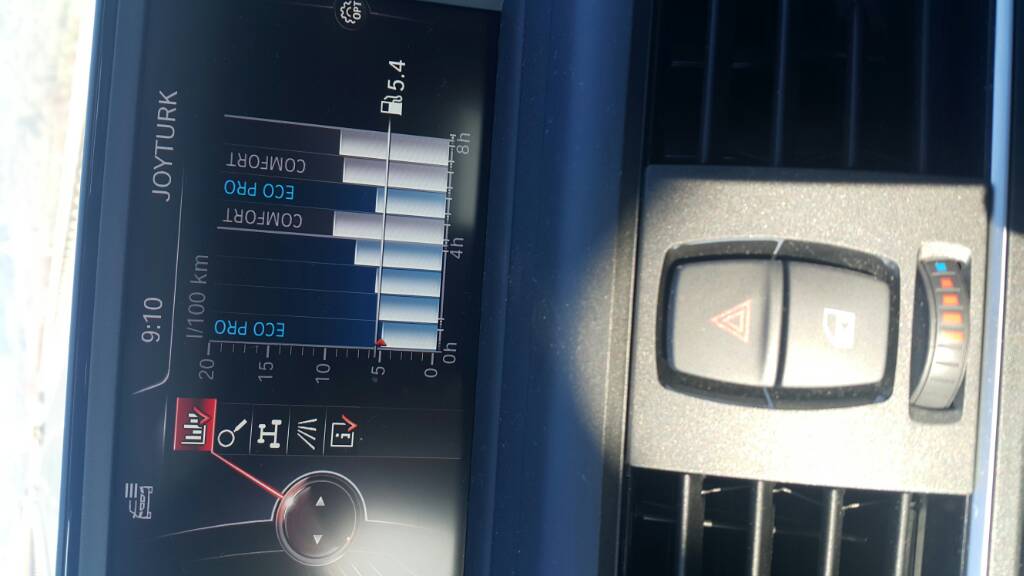 9:10 JOYTURK
l/100 km
20
15
10
5
0
ECO PRO
COMFORT
ECO PRO
COMFORT
0h 4h 8h
5.4
OPT